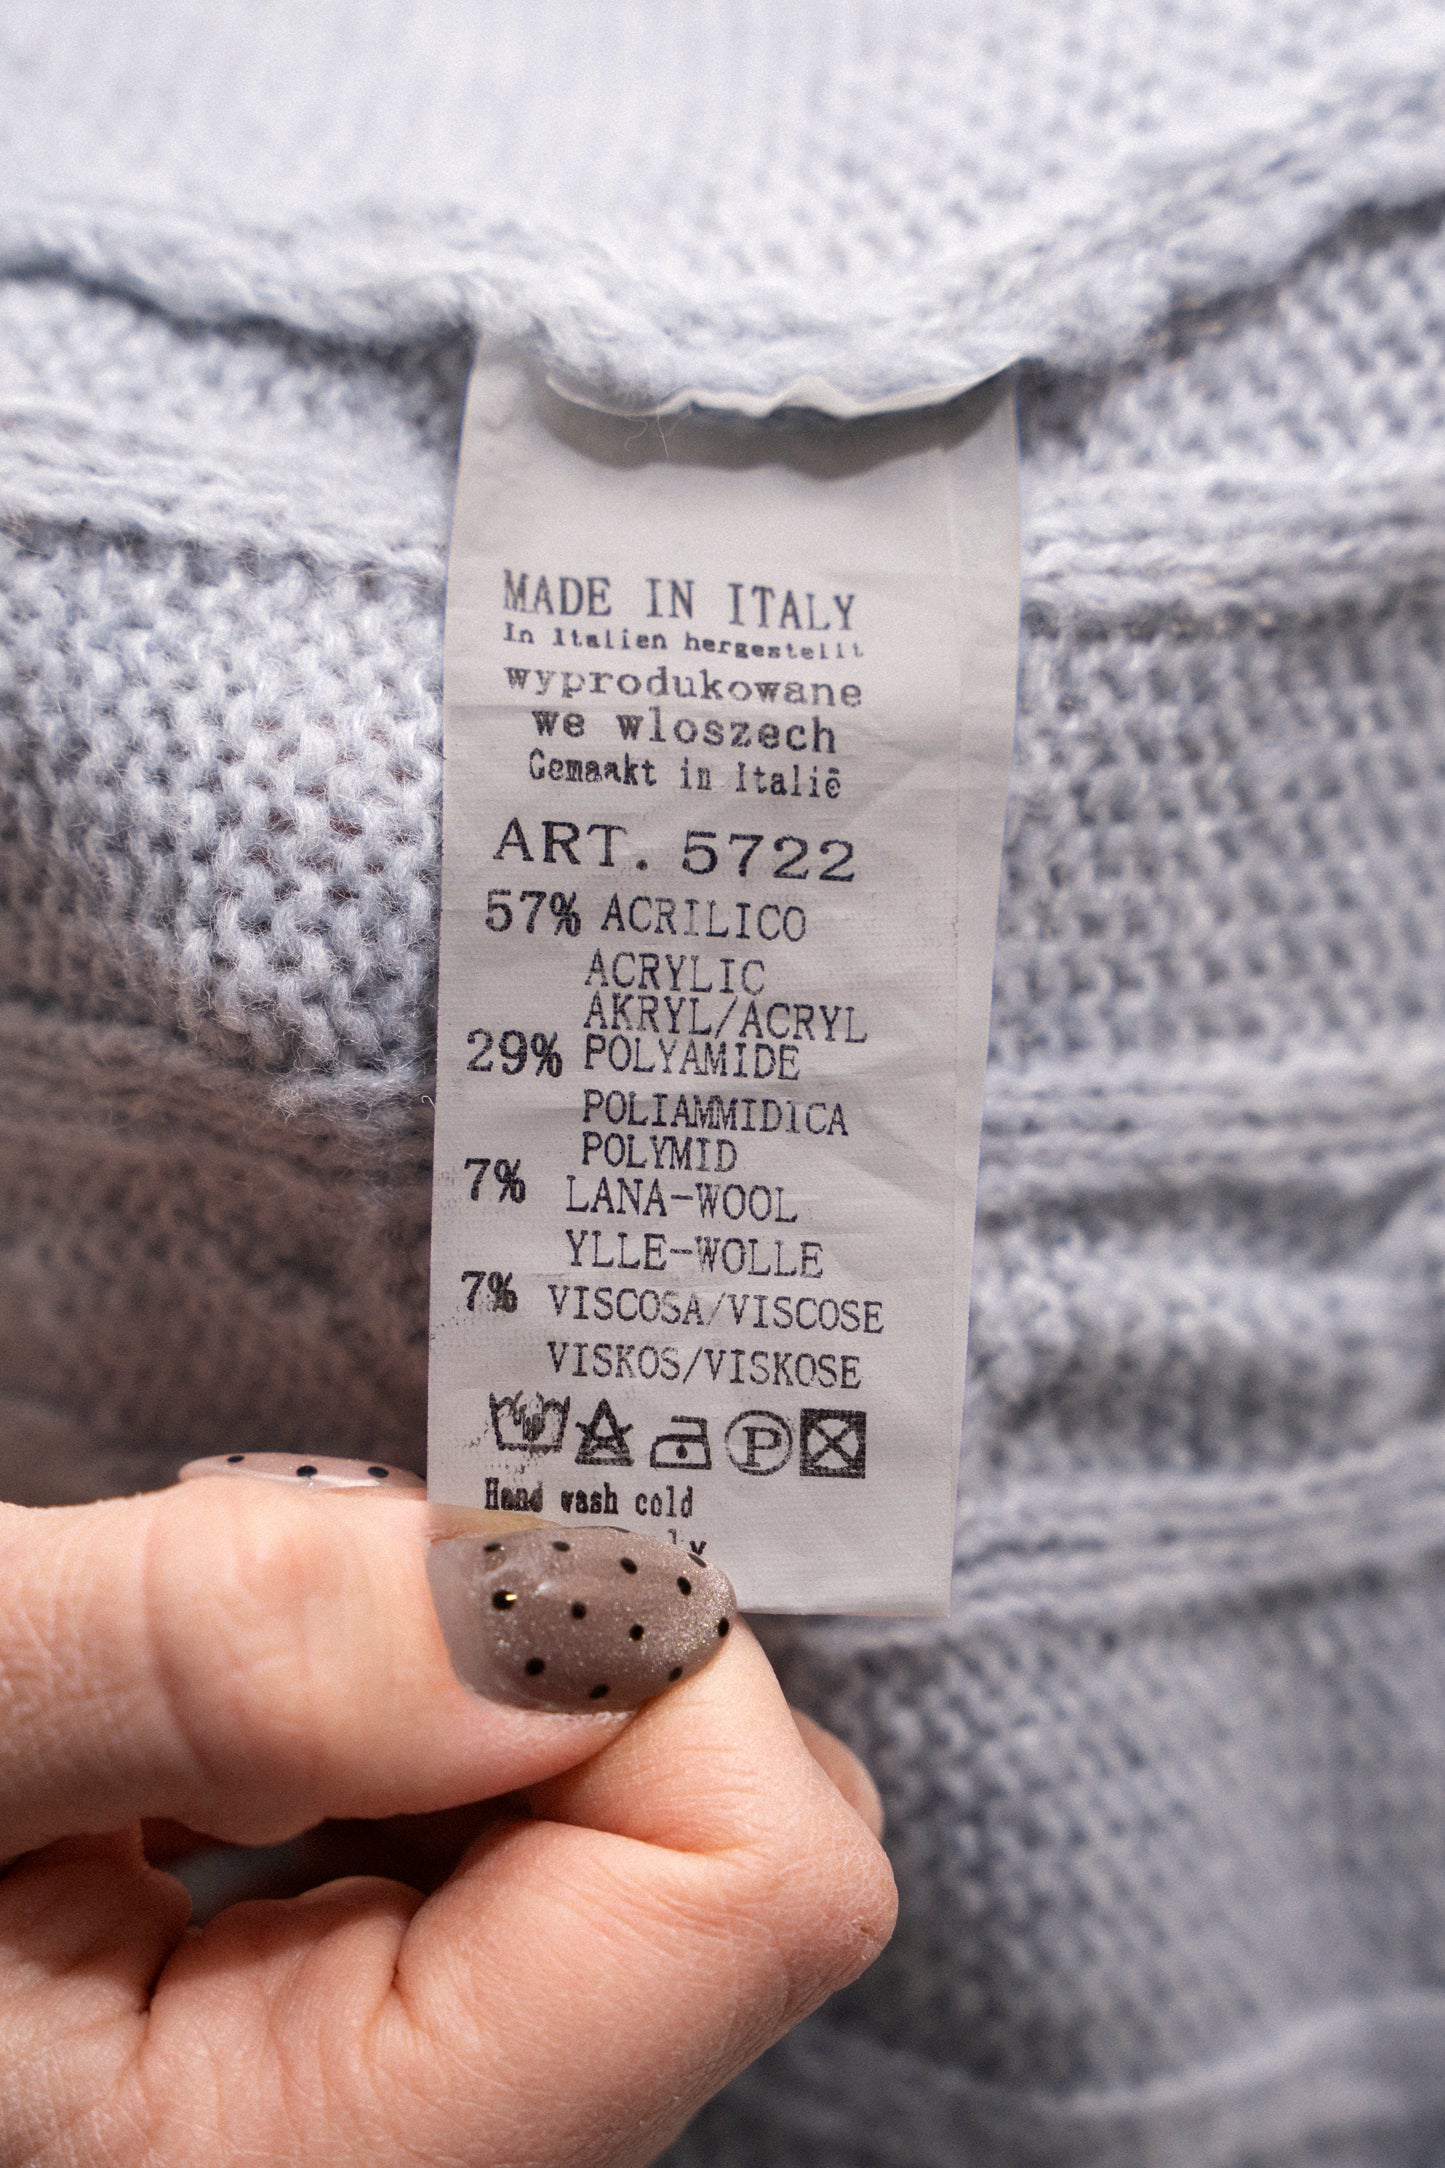 MADE IN ITALY
In Italien hergestellt
wyprodukowane
we wloszech
Gemaakt in Italië
ART. 5722
57% ACRILICO
ACRYLIC
AKRYL/ACRYL
29% POLYAMIDE
POLIAMMIDICA
POLYMID
7% LANA-WOOL
YLLE-WOLLE
7% VISCOSA/VISCOSE
VISKOS/VISKOSE
P
Hand wash cold